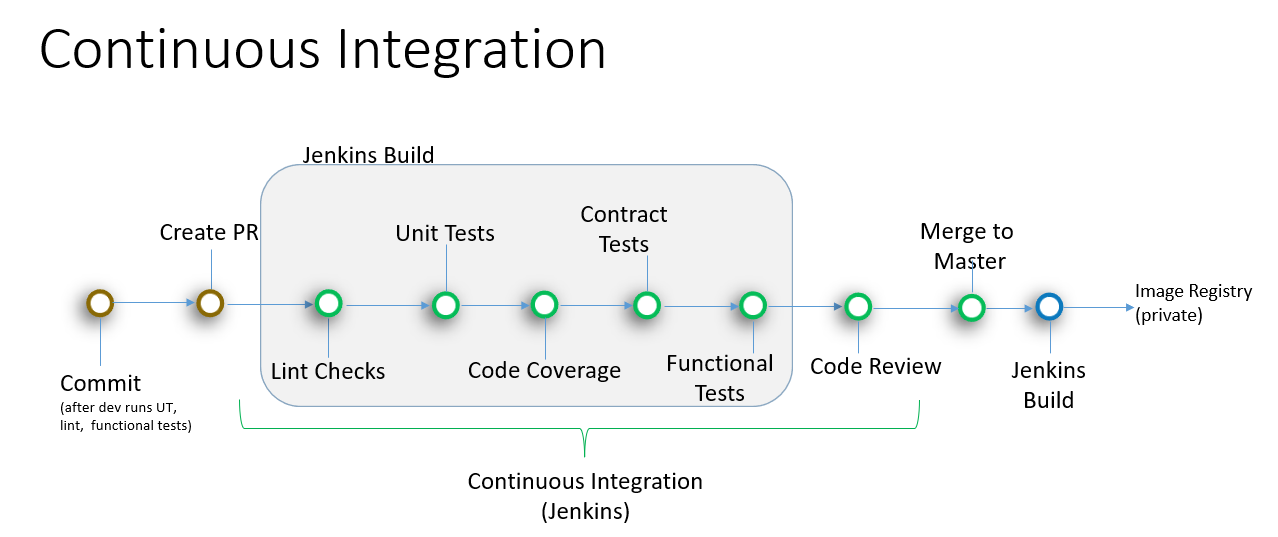 Continuous Integration
Jenkins Build
Create PR
Unit Tests
Contract
Tests
Merge to
Master
Image Registry
(private)
Commit
(after dev runs UT,
lint, functional tests)
Lint Checks
Code Coverage
Functional
Tests
Code Review
Jenkins
Build
Continuous Integration
(Jenkins)